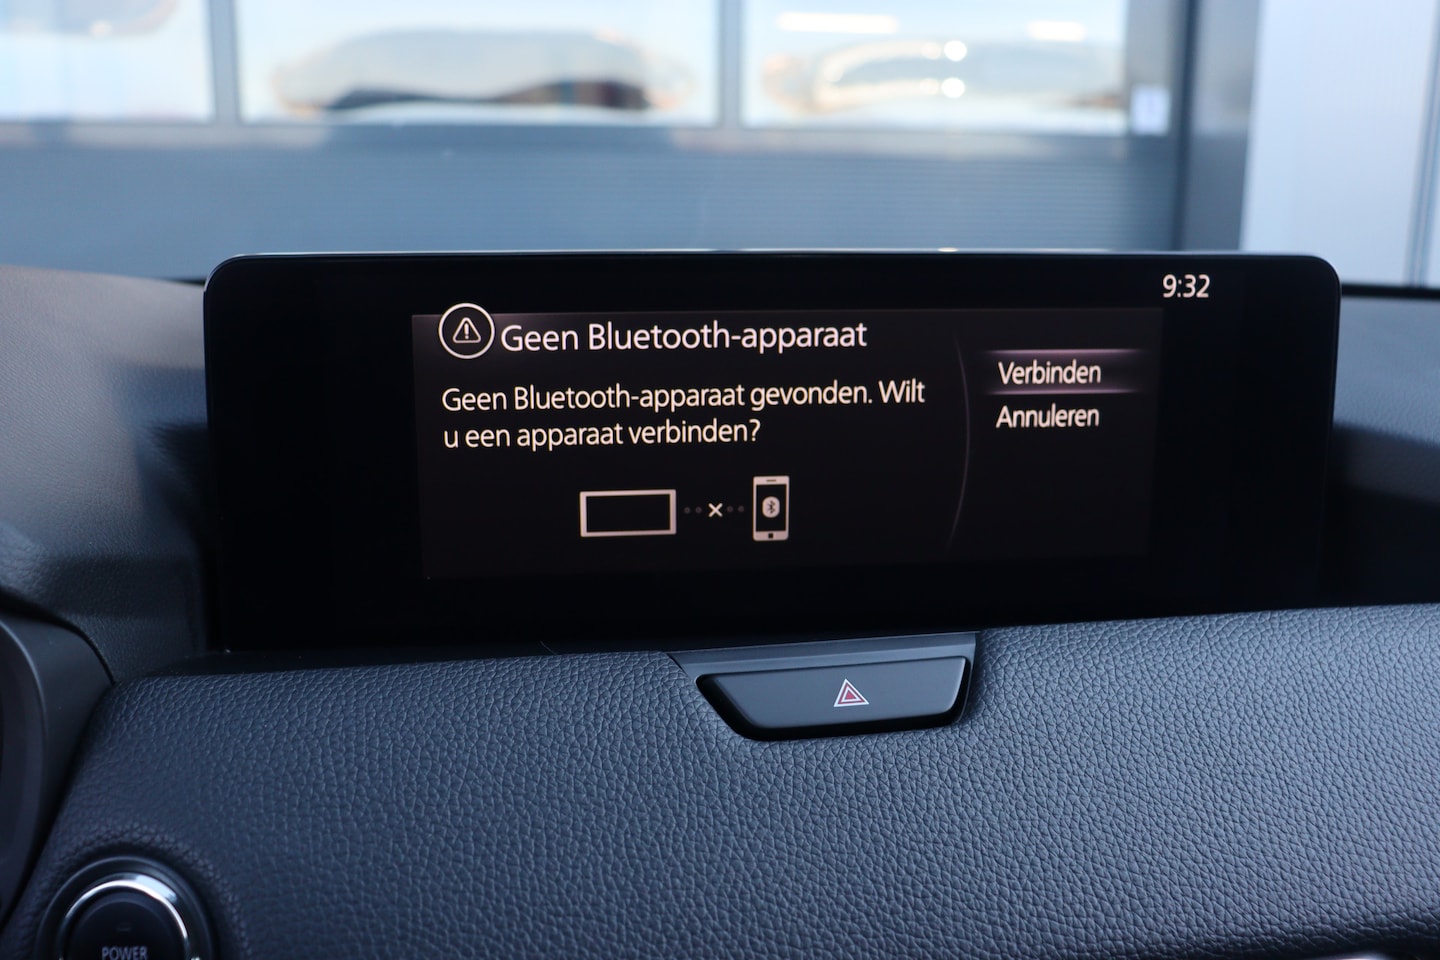 9:32
Geen Bluetooth-apparaat
Geen Bluetooth-apparaat gevonden. Wilt
u een apparaat verbinden?
Verbinden
Annuleren
POWER